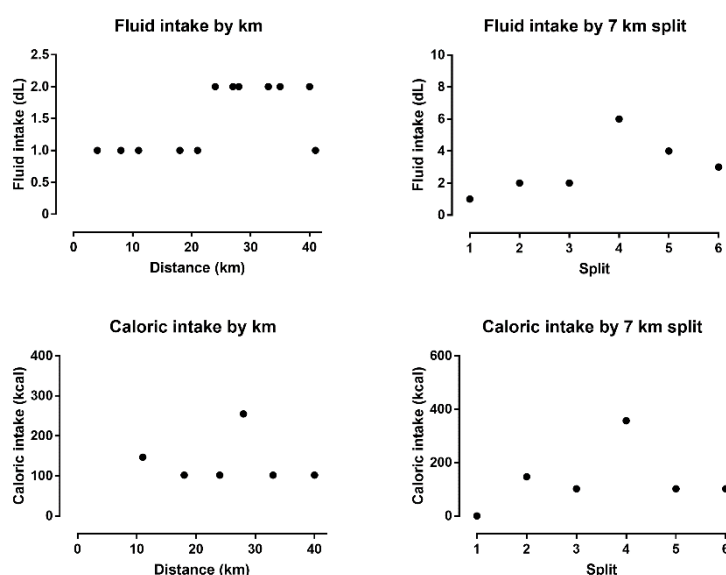 Fluid intake by km
Fluid intake (dL)
2.5
2.0
1.5
1.0
0.5
0
0 10 20 30 40
Distance (km)
Fluid intake by 7 km split
Fluid intake (dL)
10
8
6
4
2
0
1 2 3 4 5 6
Split
Caloric intake by km
Caloric intake (kcal)
400
300
200
100
0
0 10 20 30 40
Distance (km)
Caloric intake by 7 km split
Caloric intake (kcal)
600
400
200
0
1 2 3 4 5 6
Split